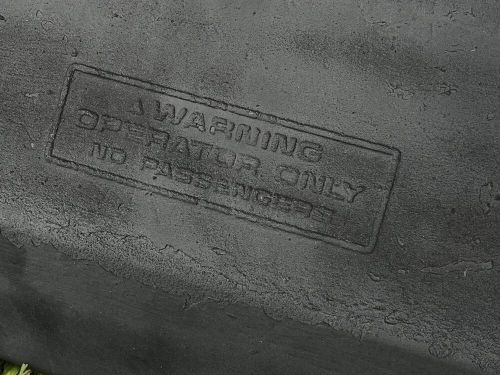 ⚠WARNING
OPERATOR ONLY
NO PASSENGERS